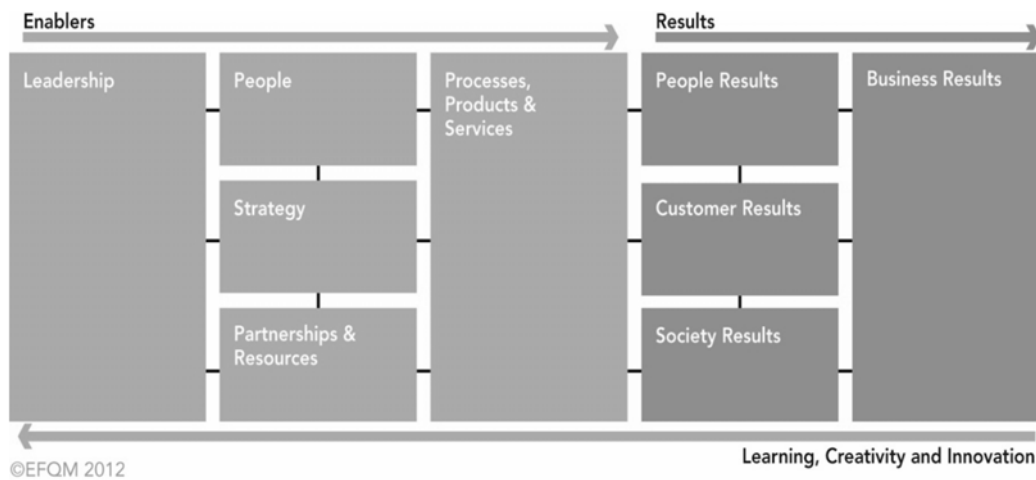 Enablers
Results
Leadership
People
Processes,
Products &
Services
People Results
Business Results
Strategy
Customer Results
Partnerships &
Resources
Society Results
Learning, Creativity and Innovation
©EFQM 2012